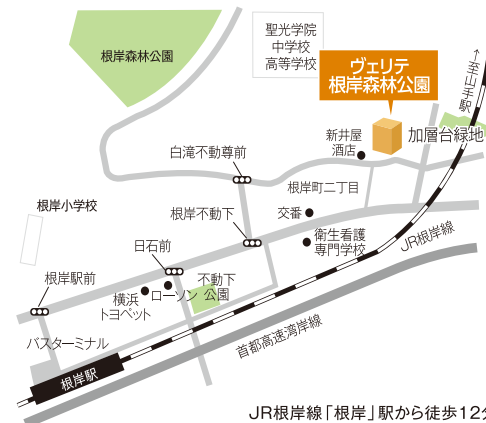 根岸森林公園
聖光学院
中学校
高等学校
ヴェリテ
根岸森林公園
↑至山手駅
加層台緑地
新井屋
酒店
白滝不動尊前
根岸町二丁目
根岸小学校
根岸不動下
交番
日石前
衛生看護
専門学校
JR根岸線
根岸駅前
不動下
公園
ローソン
横浜
トヨペット
バスターミナル
首都高速湾岸線
根岸駅
JR根岸線「根岸」駅から徒歩12分